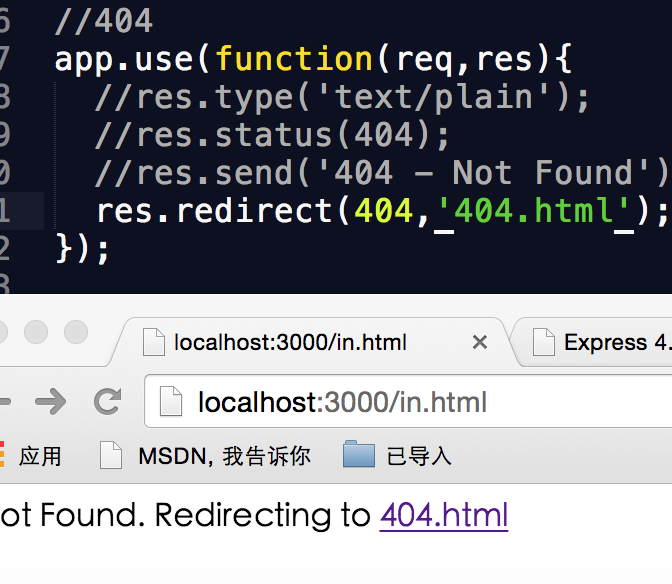 6 //404
7 app.use(function(req,res){
8 //res.type('text/plain');
9 //res.status(404);
0 //res.send('404 - Not Found')
1 res.redirect(404,'404.html');
2 });
3
localhost:3000/in.html × Express 4.
localhost:3000/in.html
应用 MSDN, 我告诉你 已导入
ot Found. Redirecting to 404.html